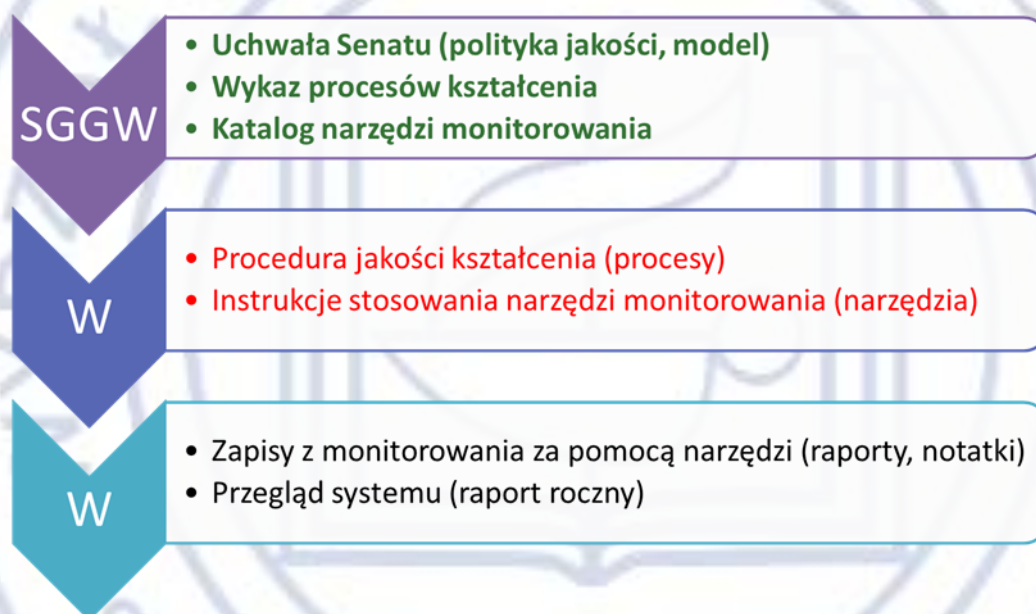 SGGW
• Uchwała Senatu (polityka jakości, model)
• Wykaz procesów kształcenia
• Katalog narzędzi monitorowania
W
• Procedura jakości kształcenia (procesy)
• Instrukcje stosowania narzędzi monitorowania (narzędzia)
W
• Zapisy z monitorowania za pomocą narzędzi (raporty, notatki)
• Przegląd systemu (raport roczny)